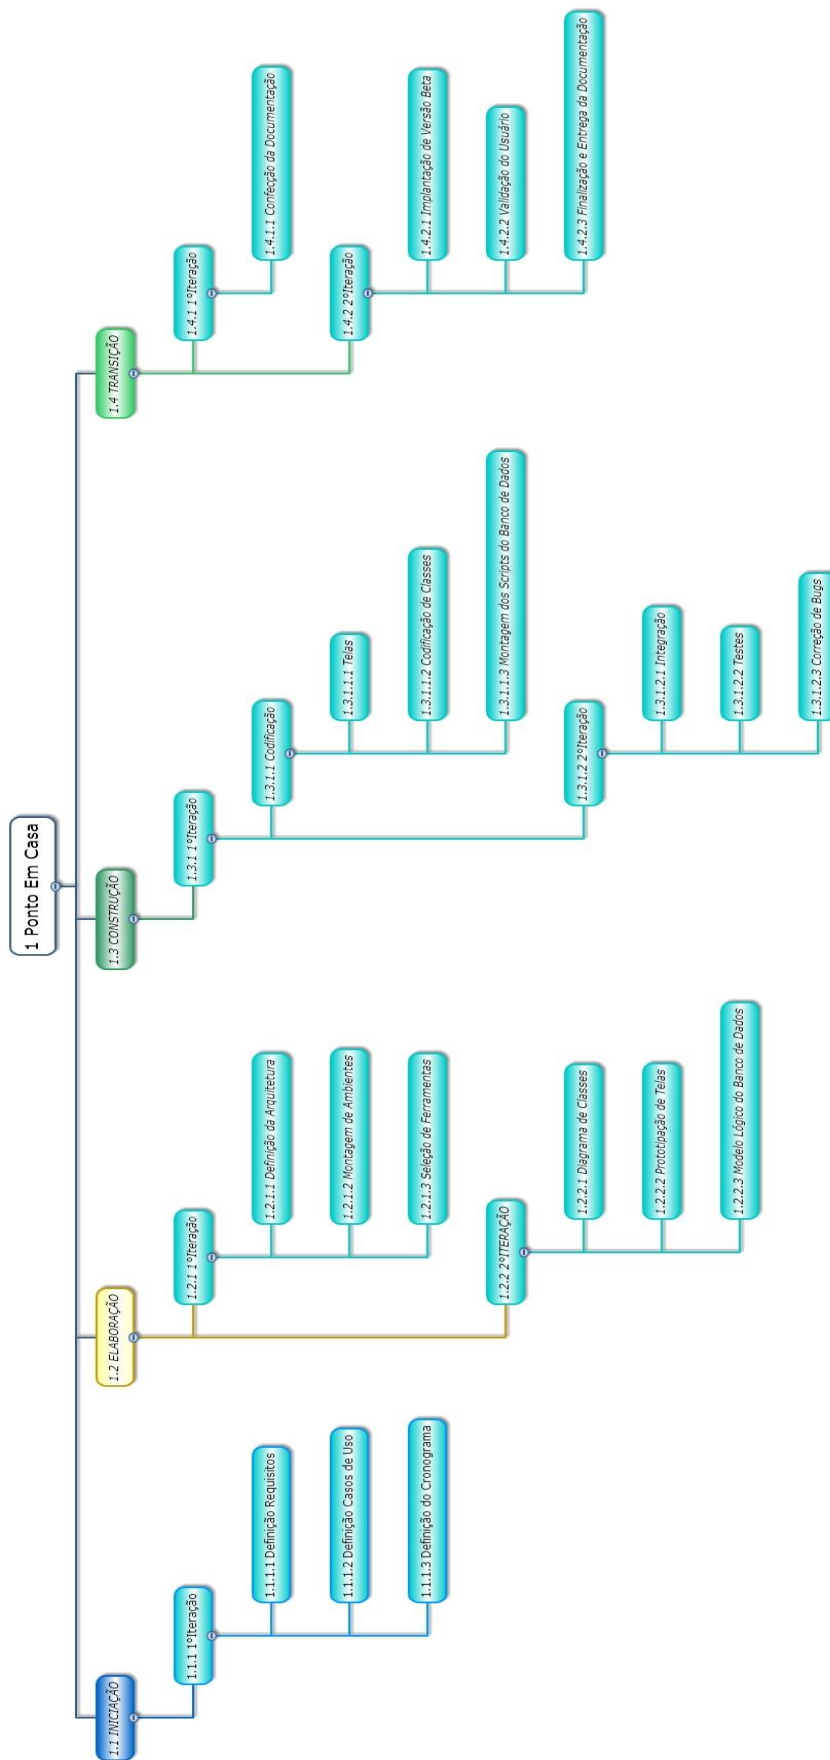 1 Ponto Em Casa
1.1 INICIAÇÃO
1.1.1 1ºIteração
1.1.1.1 Definição Requisitos
1.1.1.2 Definição Casos de Uso
1.1.1.3 Definição do Cronograma
1.2 ELABORAÇÃO
1.2.1 1ºIteração
1.2.1.1 Definição da Arquitetura
1.2.1.2 Montagem de Ambientes
1.2.1.3 Seleção de Ferramentas
1.2.2 2ºITERAÇÃO
1.2.2.1 Diagrama de Classes
1.2.2.2 Prototipação de Telas
1.2.2.3 Modelo Lógico do Banco de Dados
1.3 CONSTRUÇÃO
1.3.1 1ºIteração
1.3.1.1 Codificação
1.3.1.1.1 Telas
1.3.1.1.2 Codificação de Classes
1.3.1.1.3 Montagem dos Scripts do Banco de Dados
1.3.1.2 2ºIteração
1.3.1.2.1 Integração
1.3.1.2.2 Testes
1.3.1.2.3 Correção de Bugs
1.4 TRANSIÇÃO
1.4.1 1ºIteração
1.4.1.1 Confecção da Documentação
1.4.2 2ºIteração
1.4.2.1 Implantação de Versão Beta
1.4.2.2 Validação do Usuário
1.4.2.3 Finalização e Entrega da Documentação